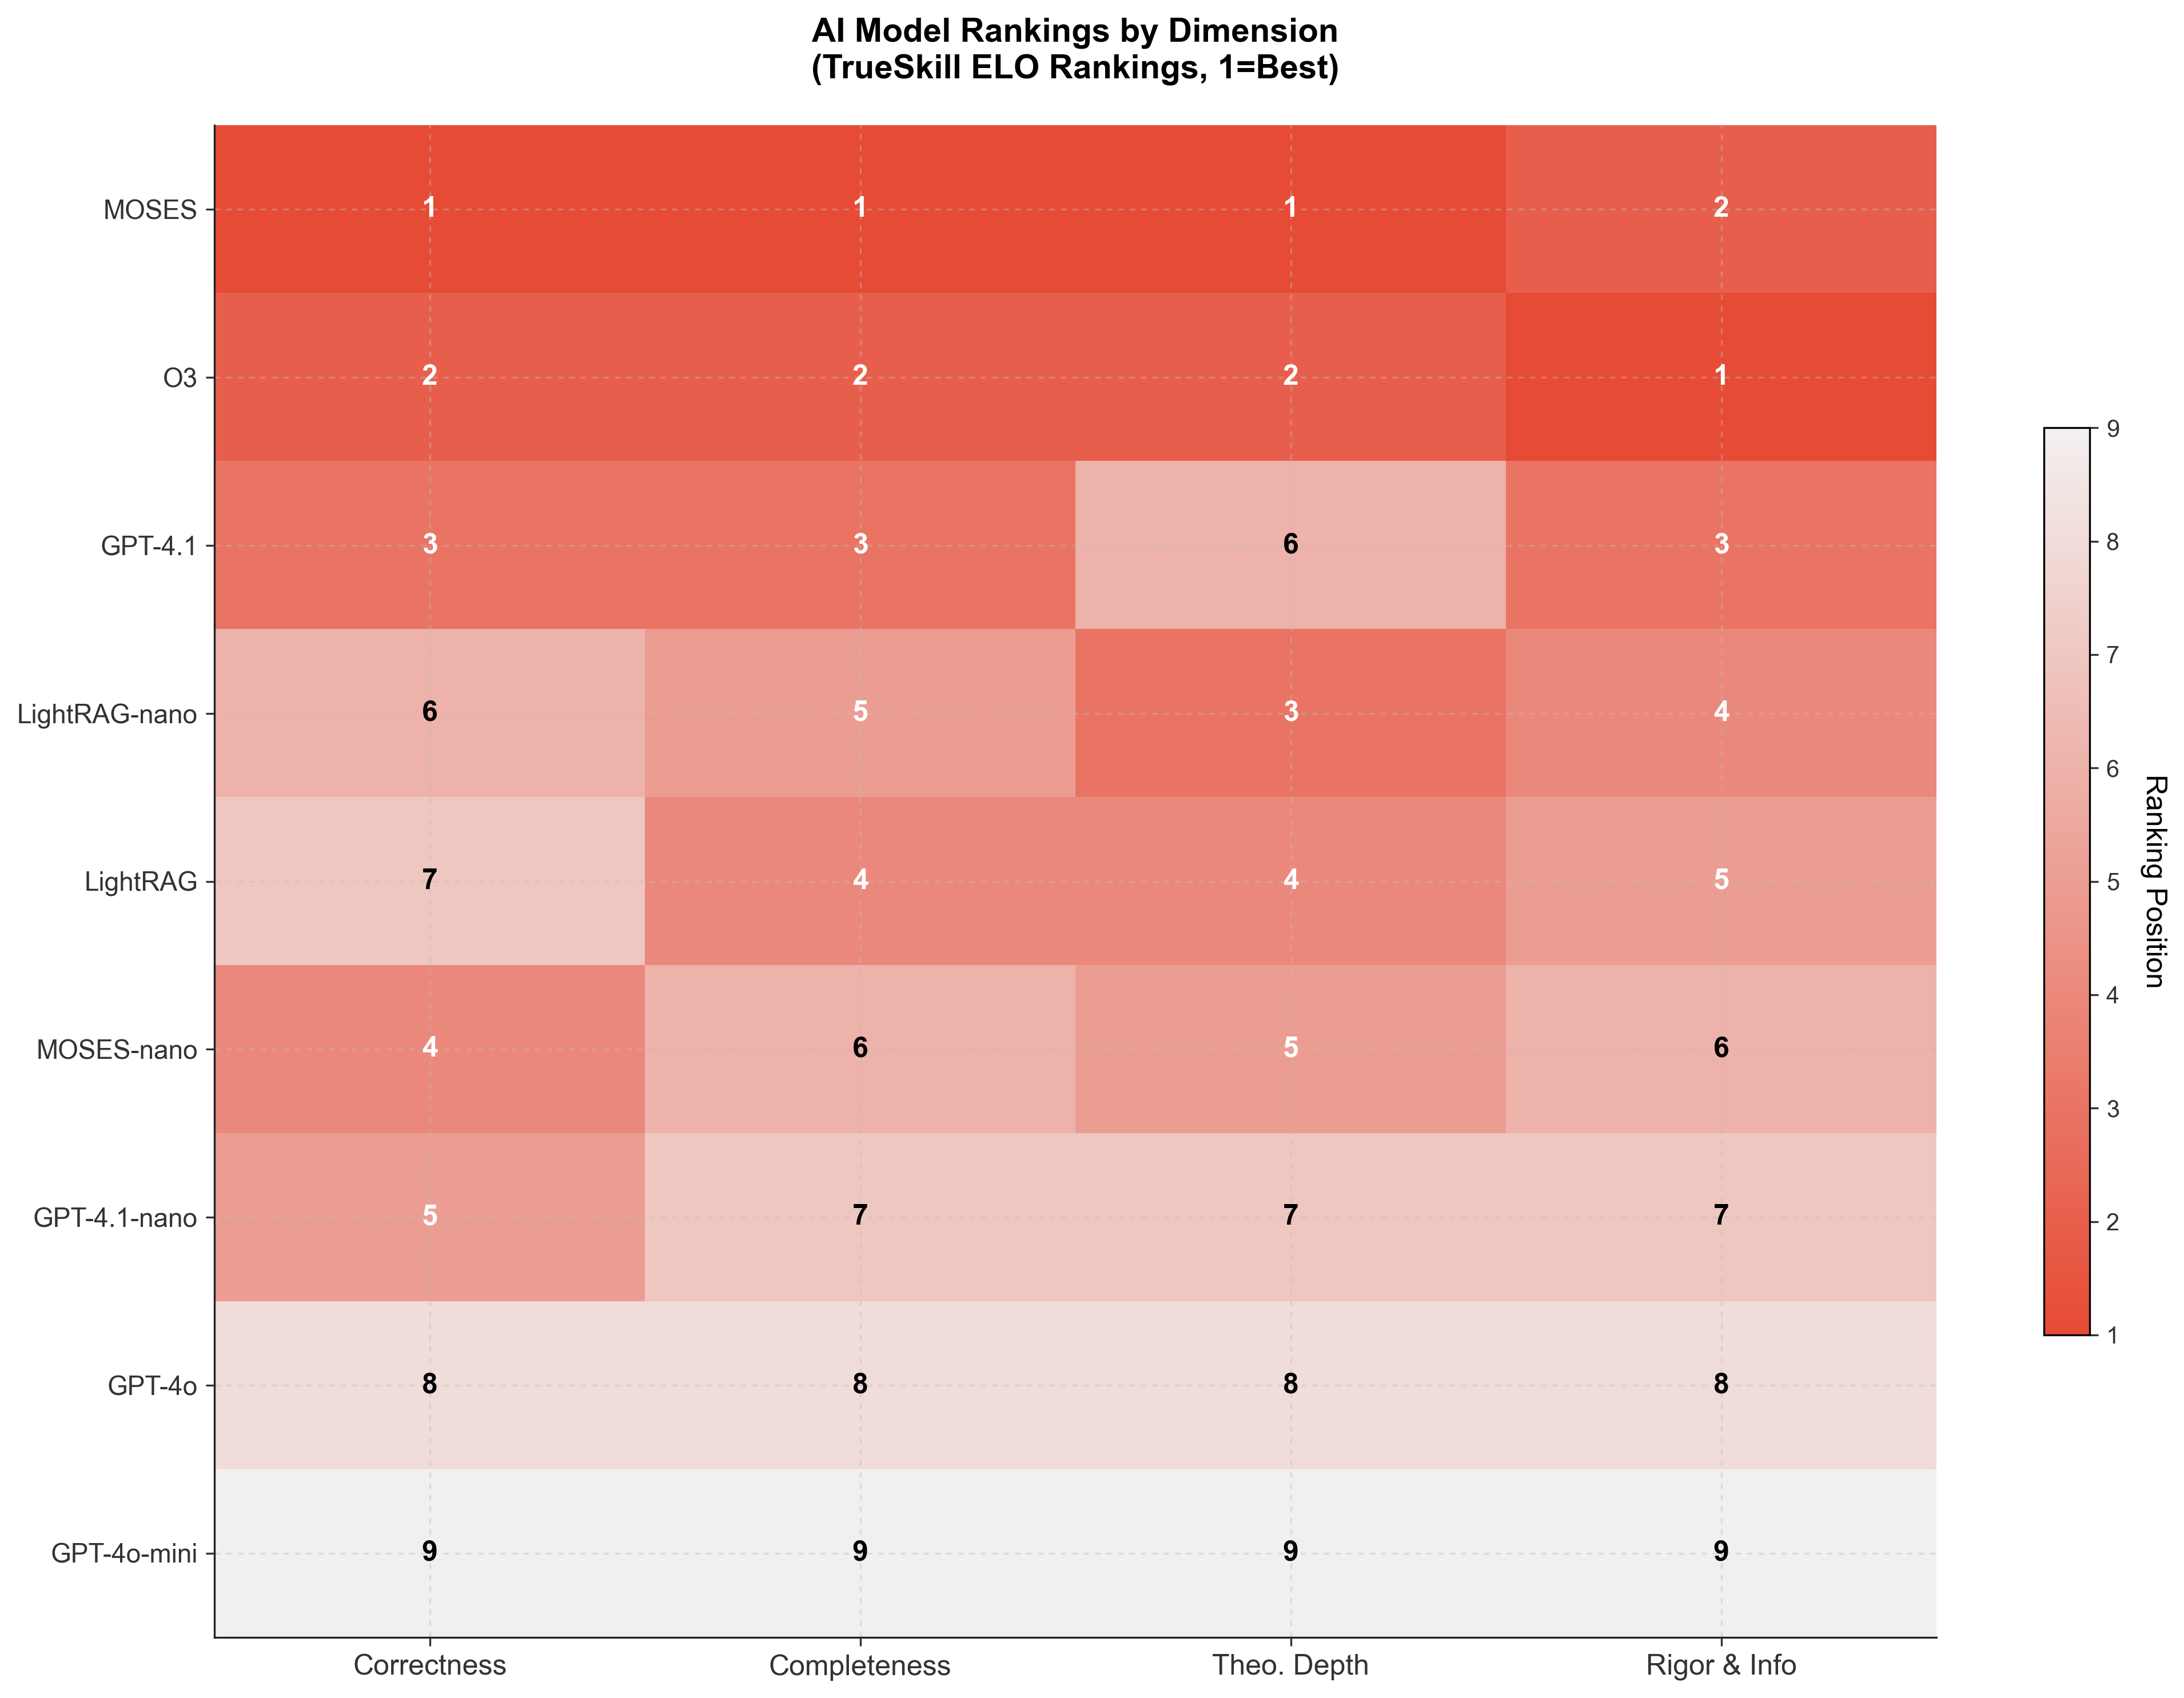 AI Model Rankings by Dimension
(TrueSkill ELO Rankings, 1=Best)
MOSES 1 1 1 2
O3 2 2 2 1
GPT-4.1 3 3 6 3
LightRAG-nano 6 5 3 4
LightRAG 7 4 4 5
MOSES-nano 4 6 5 6
GPT-4.1-nano 5 7 7 7
GPT-4o 8 8 8 8
GPT-4o-mini 9 9 9 9
Correctness Completeness Theo. Depth Rigor & Info
9
8
7
6
5
4
3
2
1
Ranking Position